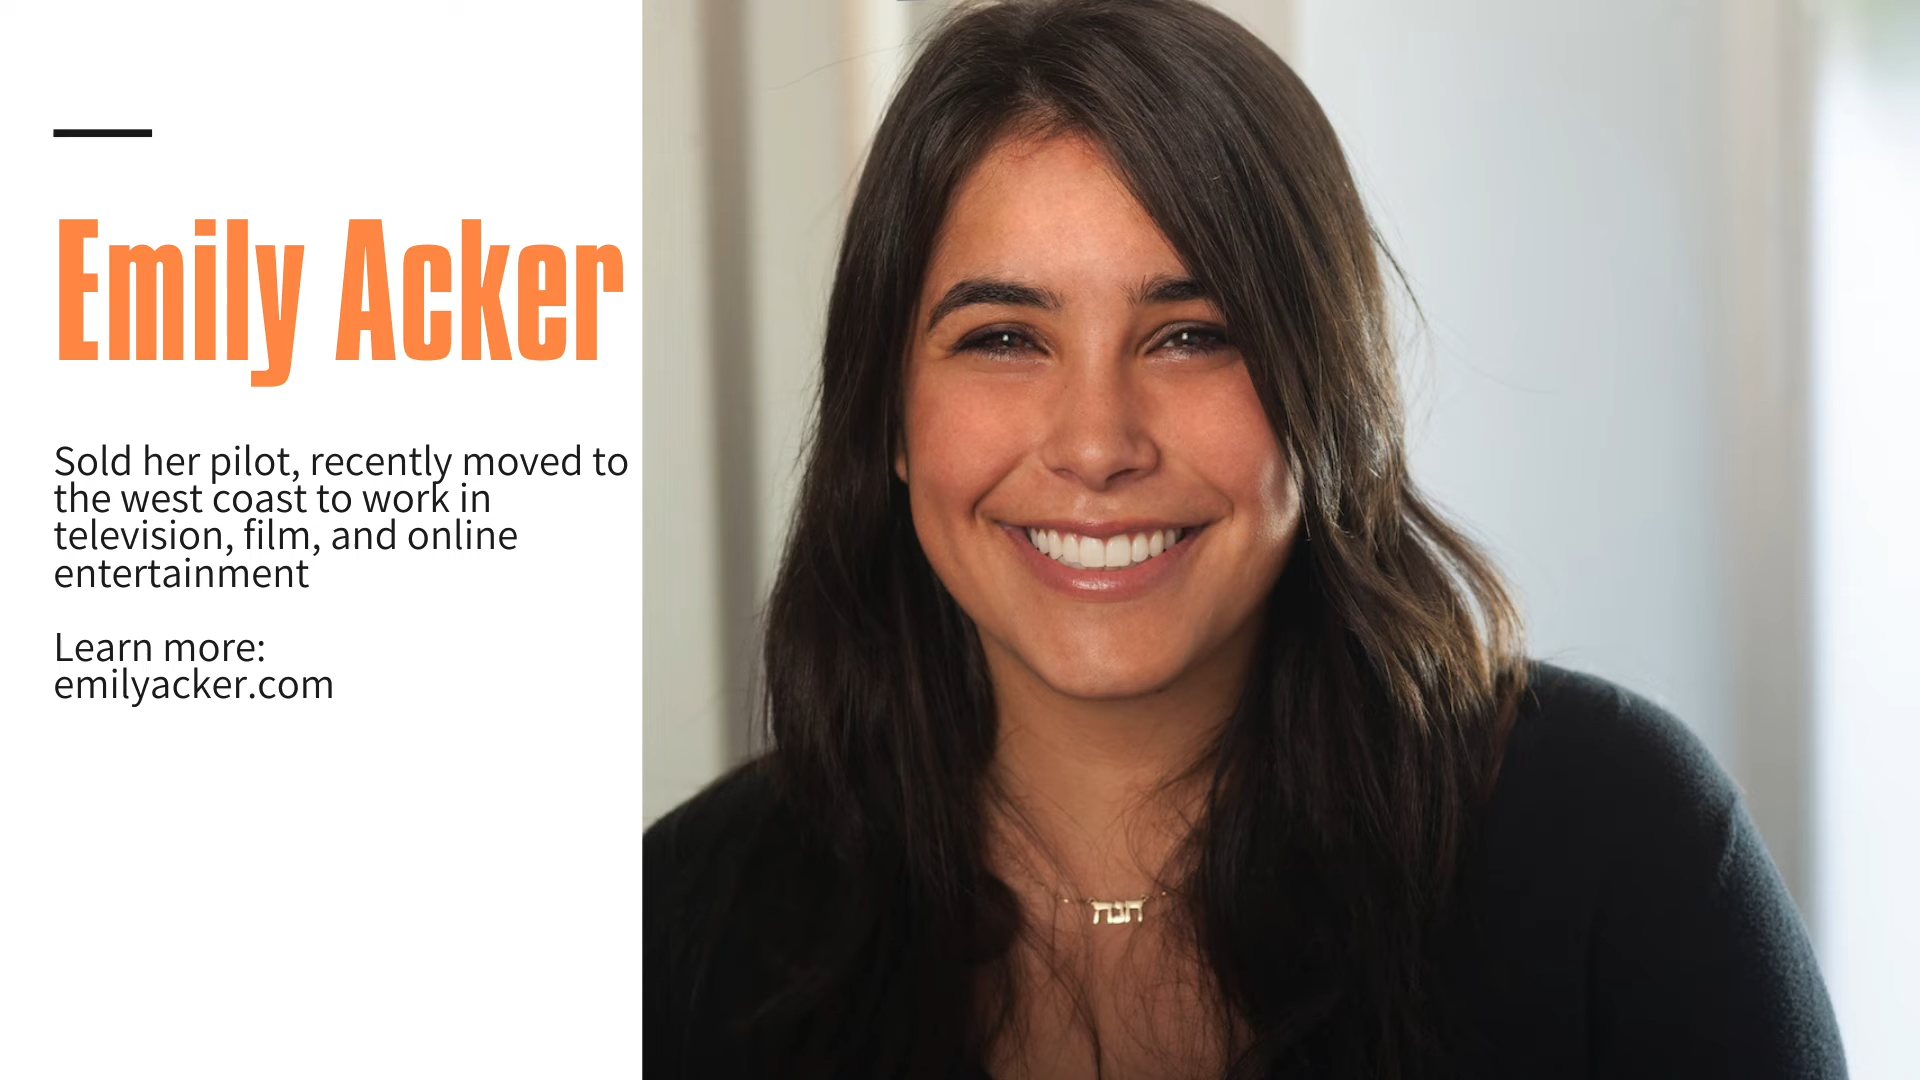 Emily Acker
Sold her pilot, recently moved to
the west coast to work in
television, film, and online
entertainment
Learn more:
emilyacker.com
חנה